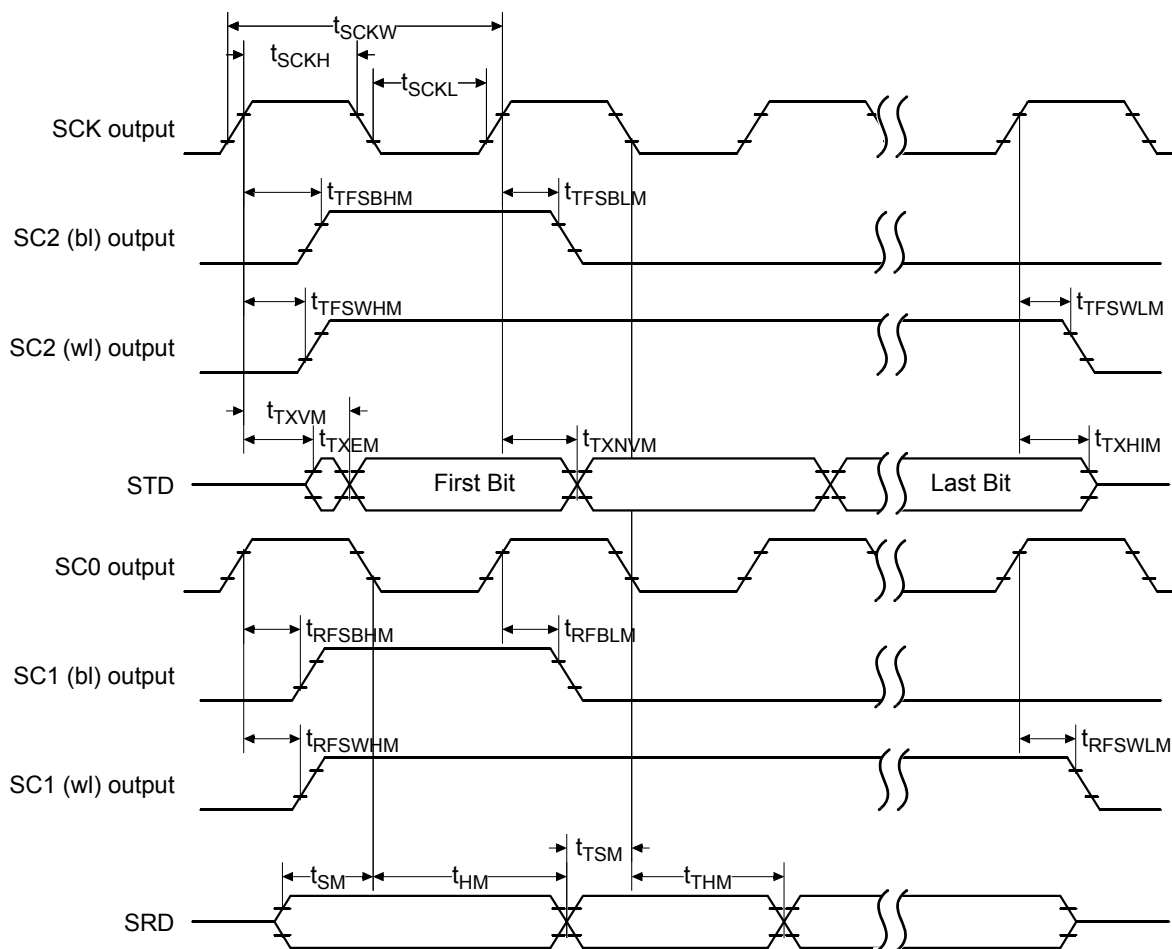 tSCKW
tSCKH
tSCKL
SCK output
tTFSBHM
tTFSBLM
SC2 (bl) output
tTFSWHM
tTFSWLM
SC2 (wl) output
tTXVM
tTXEM
tTXNVM
tTXHIM
STD
First Bit
Last Bit
SC0 output
tRFSBHM
tRFBLM
SC1 (bl) output
tRFSWHM
tRFSWLM
SC1 (wl) output
tTSM
tSM
tHM
tTHM
SRD